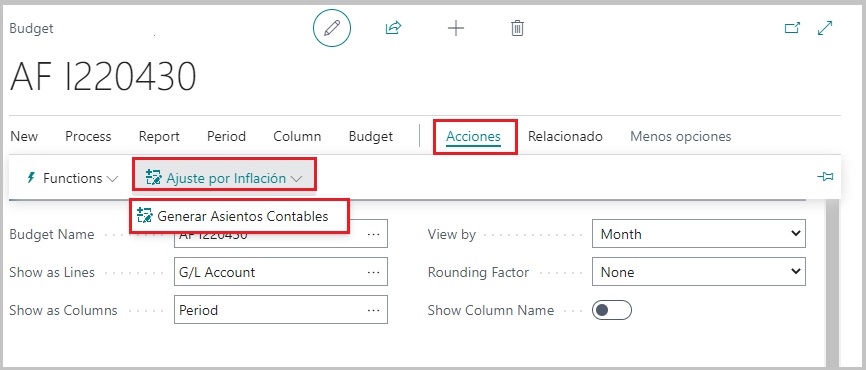 Budget
AF I220430
New Process Report Period Column Budget Acciones Relacionado Menos opciones
Functions Ajuste por Inflación
Generar Asientos Contables
Budget Name AF I220430 ... View by Month
Show as Lines G/L Account ... Rounding Factor None
Show as Columns Period ... Show Column Name